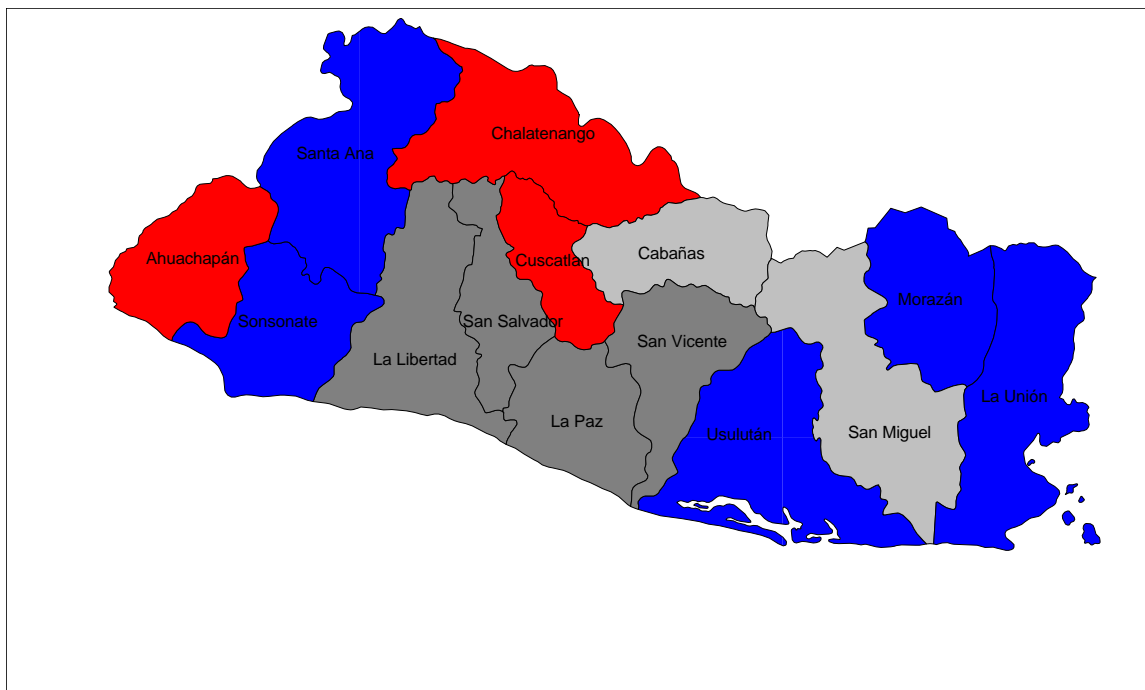 Chalatenango
Santa Ana
Ahuachapán
Cuscatlan
Cabañas
Morazán
Sonsonate
San Salvador
San Vicente
La Libertad
La Unión
La Paz
Usulután
San Miguel